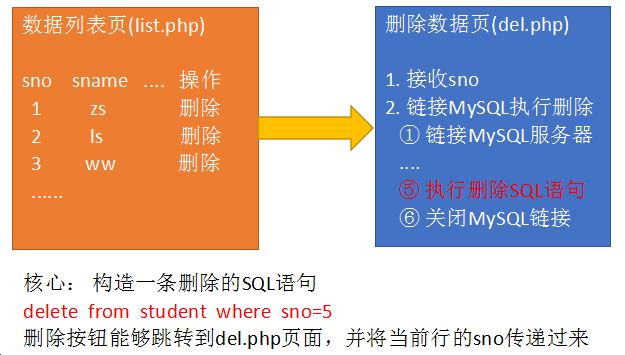 数据列表页(list.php)
sno sname .... 操作
1 zs 删除
2 ls 删除
3 ww 删除
......
删除数据页(del.php)
1. 接收sno
2. 链接MySQL执行删除
① 链接MySQL服务器
....
⑤ 执行删除SQL语句
⑥ 关闭MySQL链接
核心： 构造一条删除的SQL语句
delete from student where sno=5
删除按钮能够跳转到del.php页面，并将当前行的sno传递过来